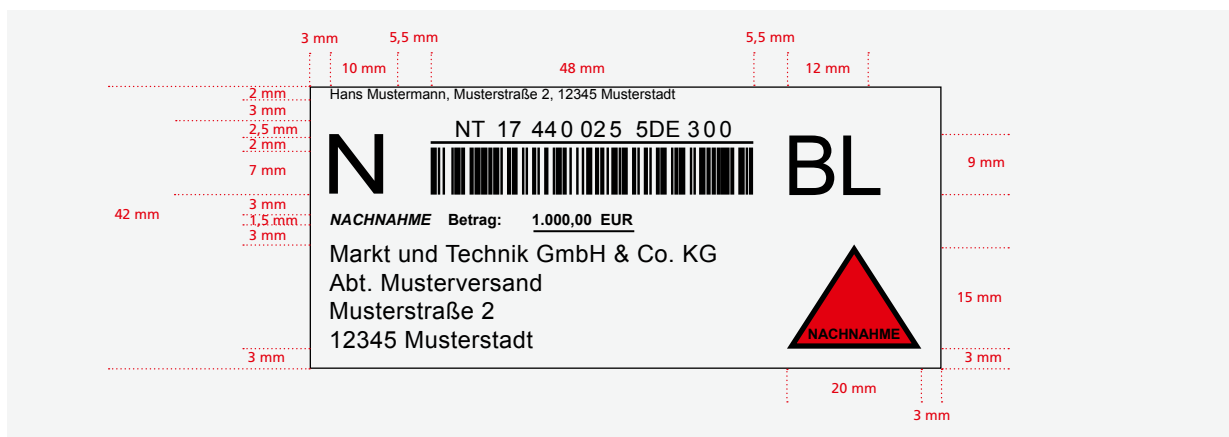 3 mm 5,5 mm 5,5 mm
10 mm 48 mm 12 mm
2 mm
Hans Mustermann, Musterstraße 2, 12345 Musterstadt
3 mm
2,5 mm
NT 17 440 025 5DE 300
2 mm
N
BL
9 mm
7 mm
42 mm
3 mm
1,5 mm
NACHNAHME Betrag: 1.000,00 EUR
3 mm
Markt und Technik GmbH & Co. KG
Abt. Musterversand
Musterstraße 2
12345 Musterstadt
15 mm
NACHNAHME
3 mm
3 mm
20 mm
3 mm